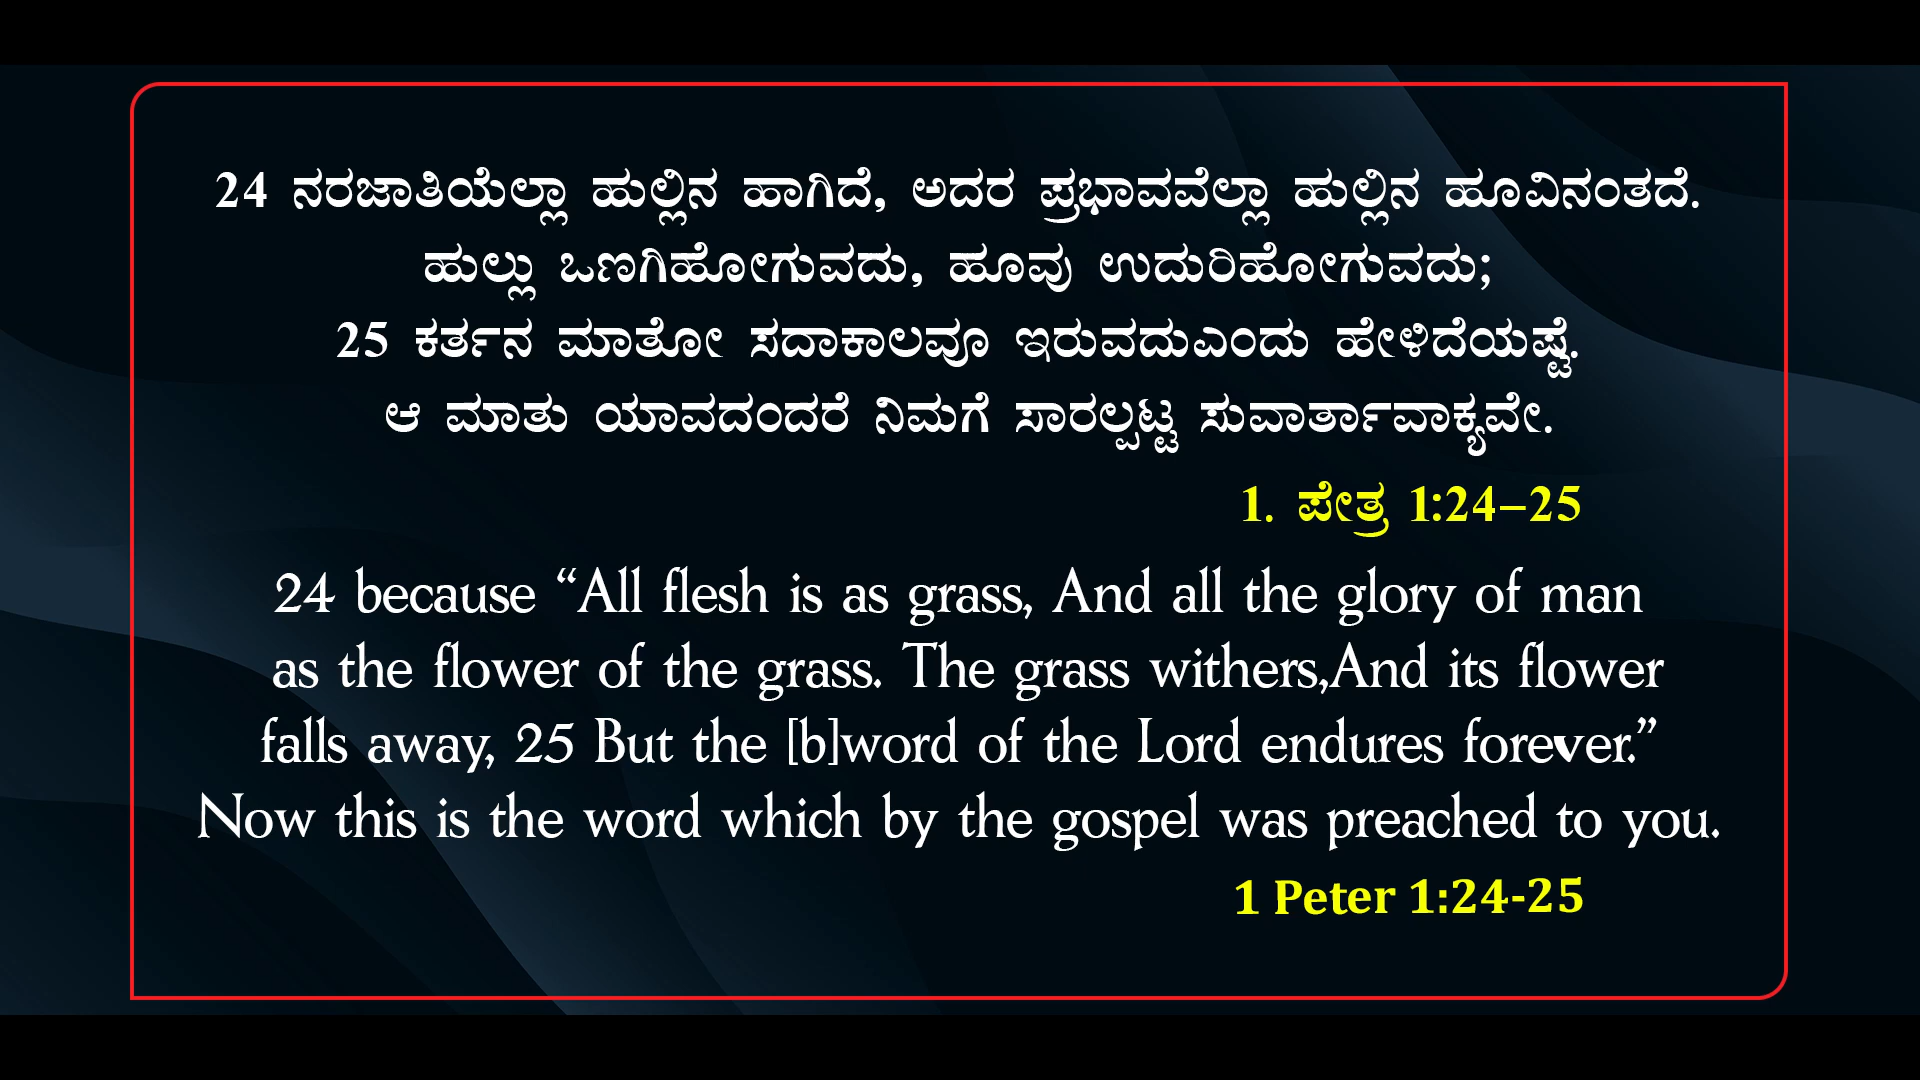 24 ನರಜಾತಿಯೆಲ್ಲಾ ಹುಲ್ಲಿನ ಹಾಗಿದೆ, ಅದರ ಪ್ರಭಾವವೆಲ್ಲಾ ಹುಲ್ಲಿನ ಹೂವಿನಂತದೆ.
ಹುಲ್ಲು ಒಣಗಿಹೋಗುವದು, ಹೂವು ಉದುರಿಹೋಗುವದು;
25 ಕರ್ತನ ಮಾತೋ ಸದಾಕಾಲವೂ ಇರುವದುಎಂದು ಹೇಳಿದೆಯಷ್ಟೆ.
ಆ ಮಾತು ಯಾವದಂದರೆ ನಿಮಗೆ ಸಾರಲ್ಪಟ್ಟ ಸುವಾರ್ತಾವಾಕ್ಯವೇ.
1. ಪೇತ್ರ 1:24–25
24 because “All flesh is as grass, And all the glory of man
as the flower of the grass. The grass withers,And its flower
falls away, 25 But the [b]word of the Lord endures forever.”
Now this is the word which by the gospel was preached to you.
1 Peter 1:24-25